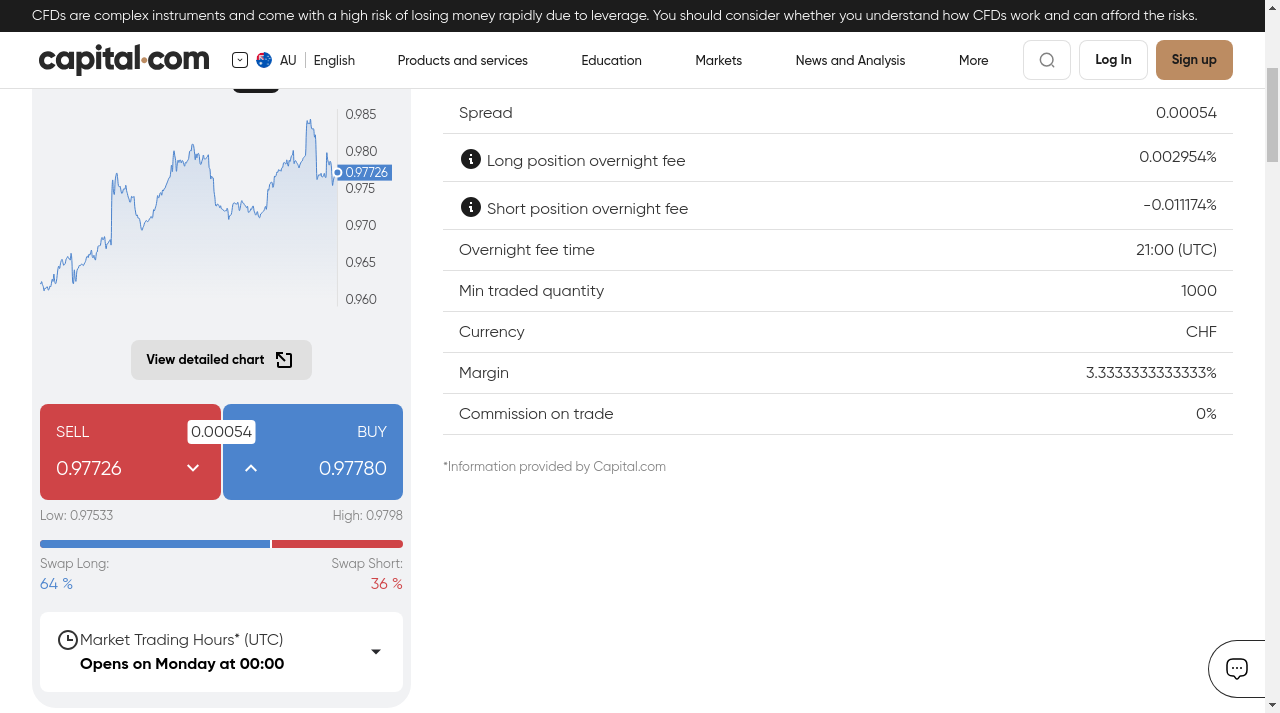 CFDs are complex instruments and come with a high risk of losing money rapidly due to leverage. You should consider whether you understand how CFDs work and can afford the risks.
capital.com
AU
English
Products and services
Education
Markets
News and Analysis
More
Log In
Sign up
0.985
0.980
0.97726
0.975
0.970
0.965
0.960
View detailed chart
SELL
0.00054
BUY
0.97726
0.97780
Low: 0.97533
High: 0.9798
Swap Long:
Swap Short:
64 %
36 %
Market Trading Hours* (UTC)
Opens on Monday at 00:00
Spread
0.00054
Long position overnight fee
0.002954%
Short position overnight fee
-0.011174%
Overnight fee time
21:00 (UTC)
Min traded quantity
1000
Currency
CHF
Margin
3.3333333333333%
Commission on trade
0%
*Information provided by Capital.com